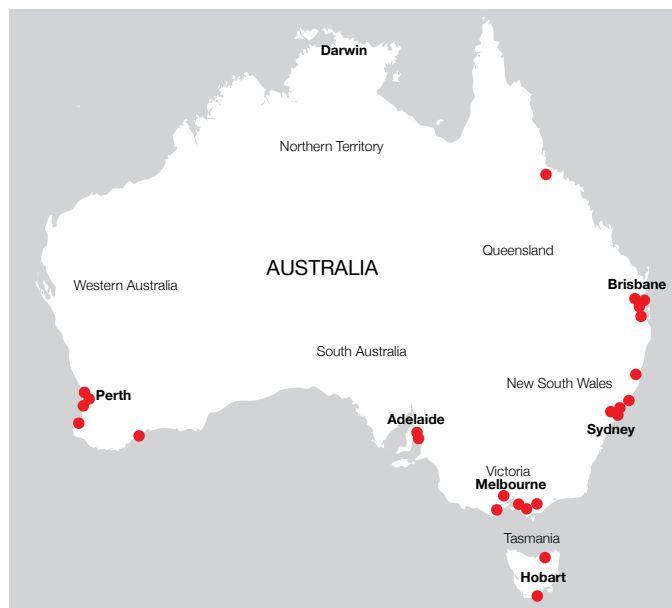 Darwin
Northern Territory
Queensland
AUSTRALIA
Western Australia
Brisbane
South Australia
New South Wales
Perth
Adelaide
Sydney
Victoria
Melbourne
Tasmania
Hobart